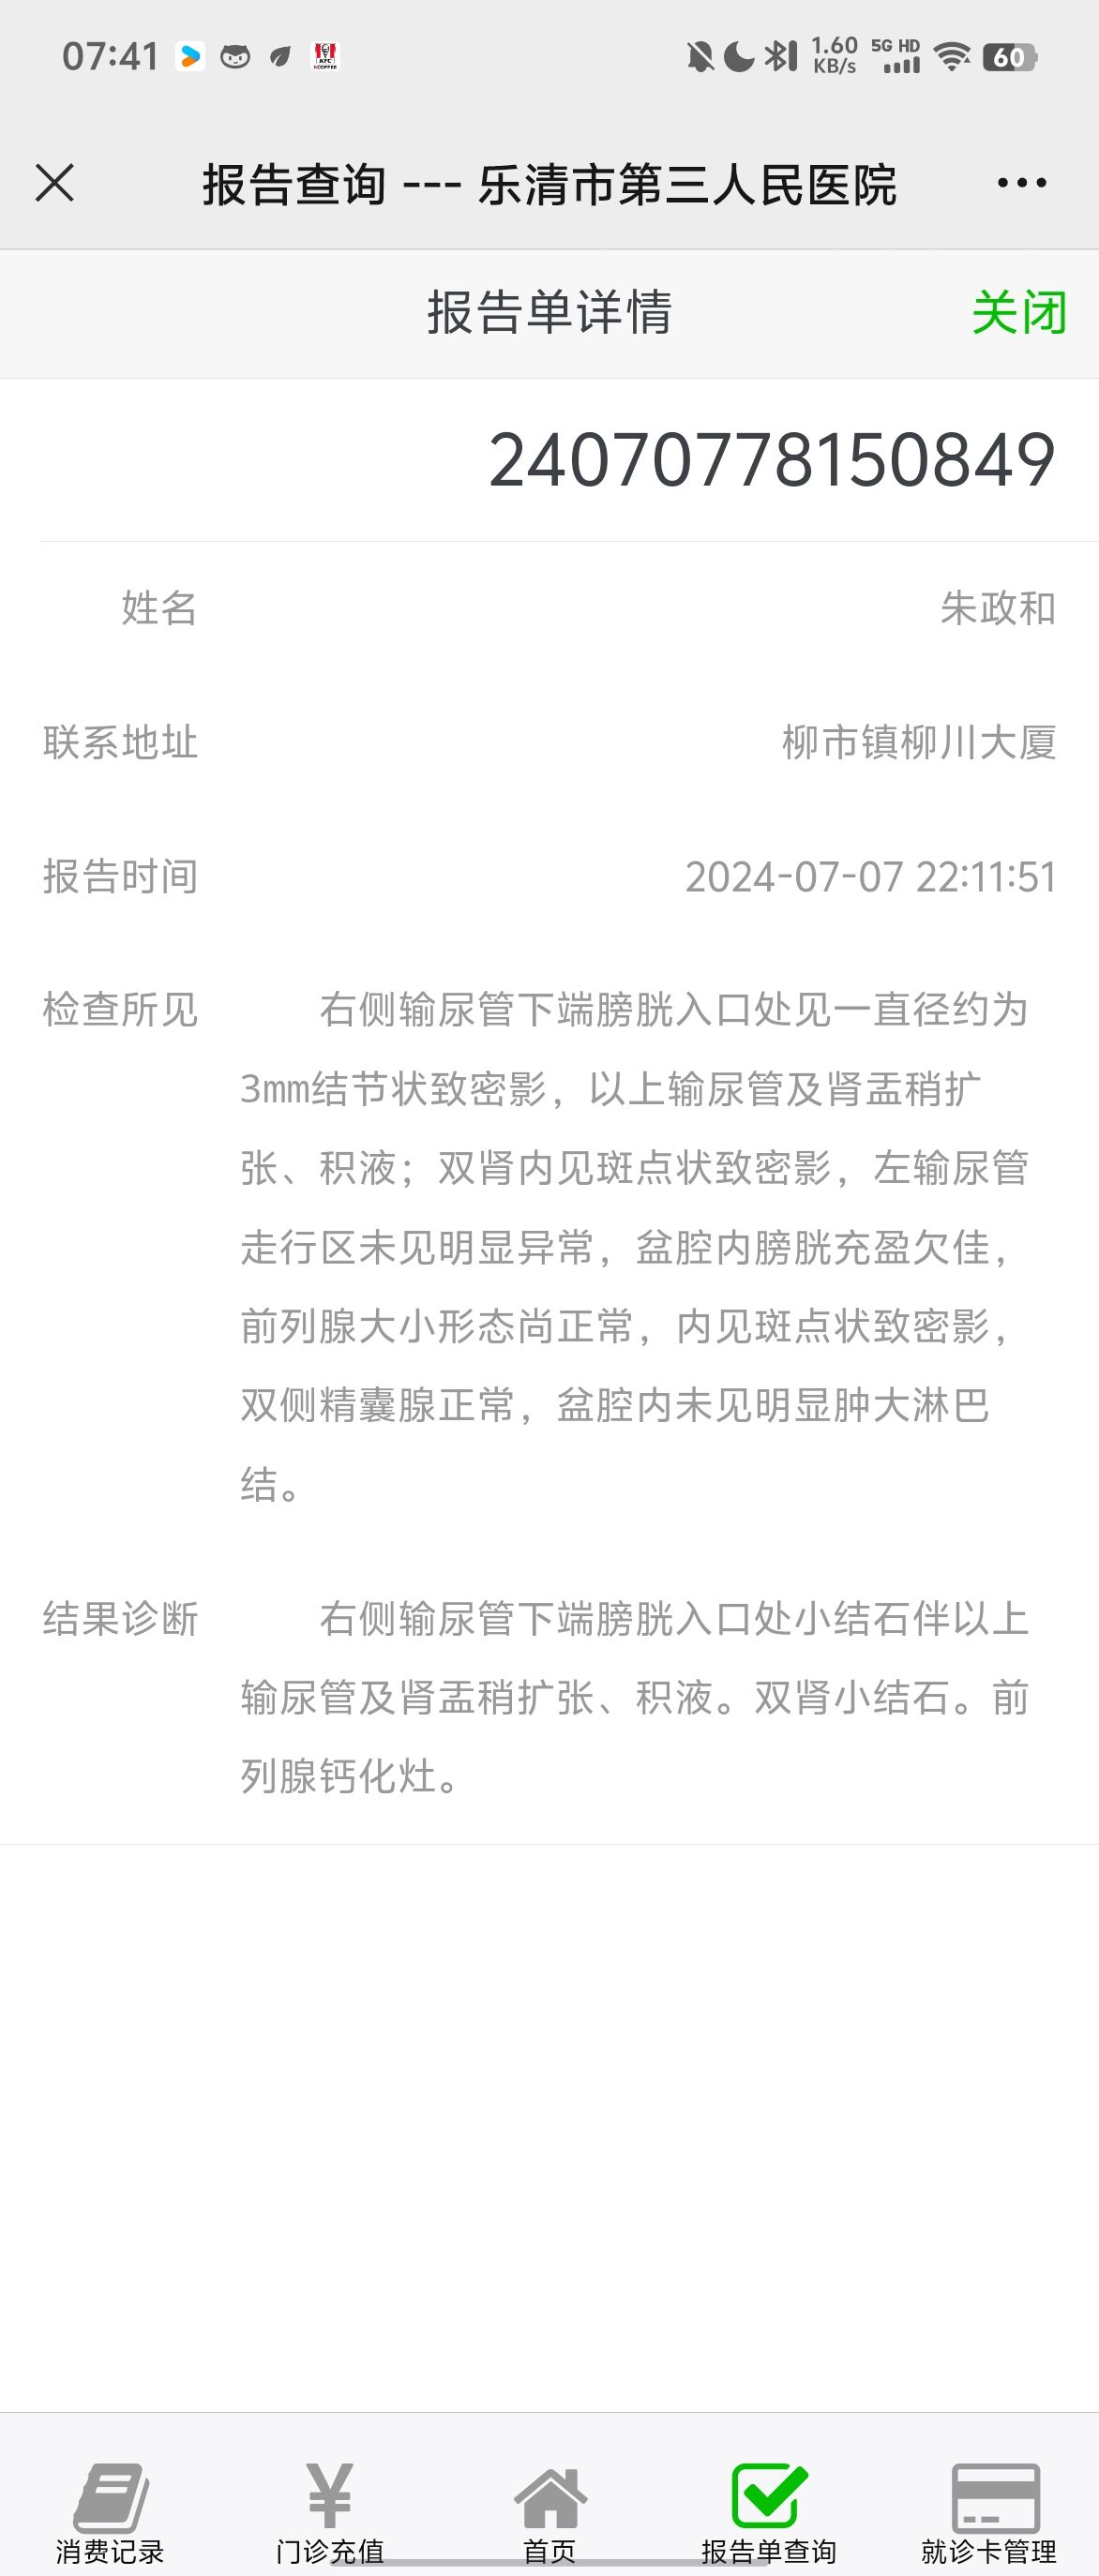 07:41
KFC
KCOFFEE
1.60
KB/s
5G HD
60
报告查询 --- 乐清市第三人民医院
报告单详情
关闭
24070778150849
姓名
朱政和
联系地址
柳市镇柳川大厦
报告时间
2024-07-07 22:11:51
检查所见
右侧输尿管下端膀胱入口处见一直径约为
3mm结节状致密影，以上输尿管及肾盂稍扩
张、积液；双肾内见斑点状致密影，左输尿管
走行区未见明显异常，盆腔内膀胱充盈欠佳，
前列腺大小形态尚正常，内见斑点状致密影，
双侧精囊腺正常，盆腔内未见明显肿大淋巴
结。
结果诊断
右侧输尿管下端膀胱入口处小结石伴以上
输尿管及肾盂稍扩张、积液。双肾小结石。前
列腺钙化灶。
消费记录
门诊充值
首页
报告单查询
就诊卡管理